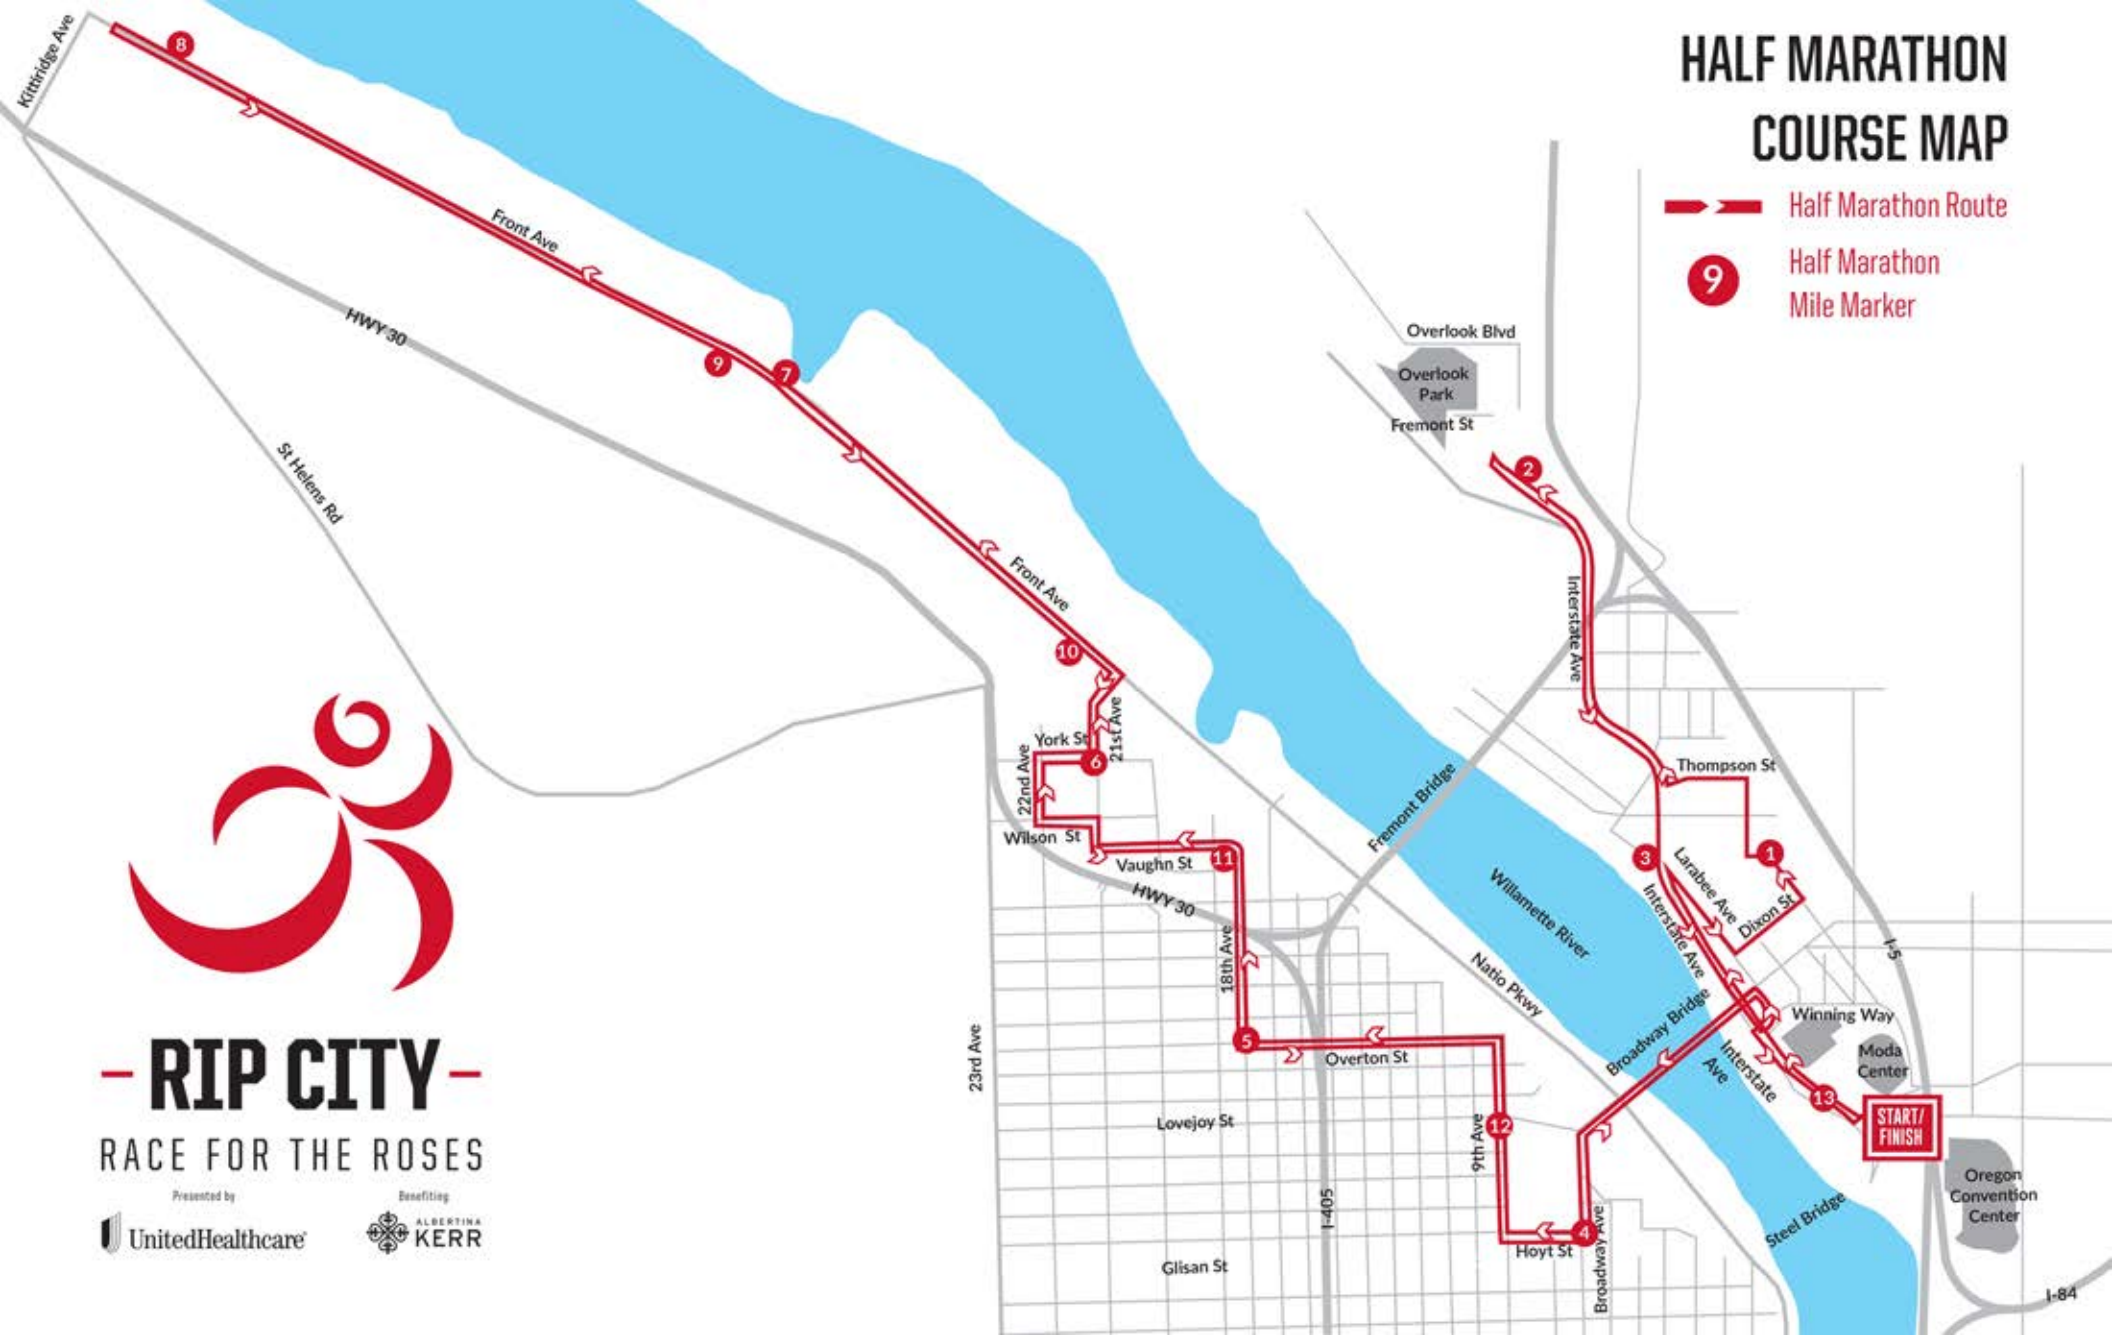 HALF MARATHON
COURSE MAP
Half Marathon Route
9
Half Marathon
Mile Marker
Kittiridge Ave
8
Front Ave
HWY 30
St Helens Rd
9
7
Front Ave
10
21st Ave
York St
6
22nd Ave
Wilson St
Vaughn St
11
HWY 30
18th Ave
5
Overton St
23rd Ave
Lovejoy St
Glisan St
I-405
9th Ave
12
Hoyt St
4
Broadway Ave
Overlook Blvd
Overlook
Park
Fremont St
2
Interstate Ave
Thompson St
1
3
Larabee Ave
Dixon St
Interstate Ave
Fremont Bridge
Willamette River
Natio Pkwy
Broadway Bridge
Winning Way
I-5
Moda
Center
Interstate
Ave
13
START/
FINISH
Oregon
Convention
Center
Steel Bridge
I-84
- RIP CITY -
RACE FOR THE ROSES
Presented by
UnitedHealthcare
Benefiting
ALBERTINA
KERR